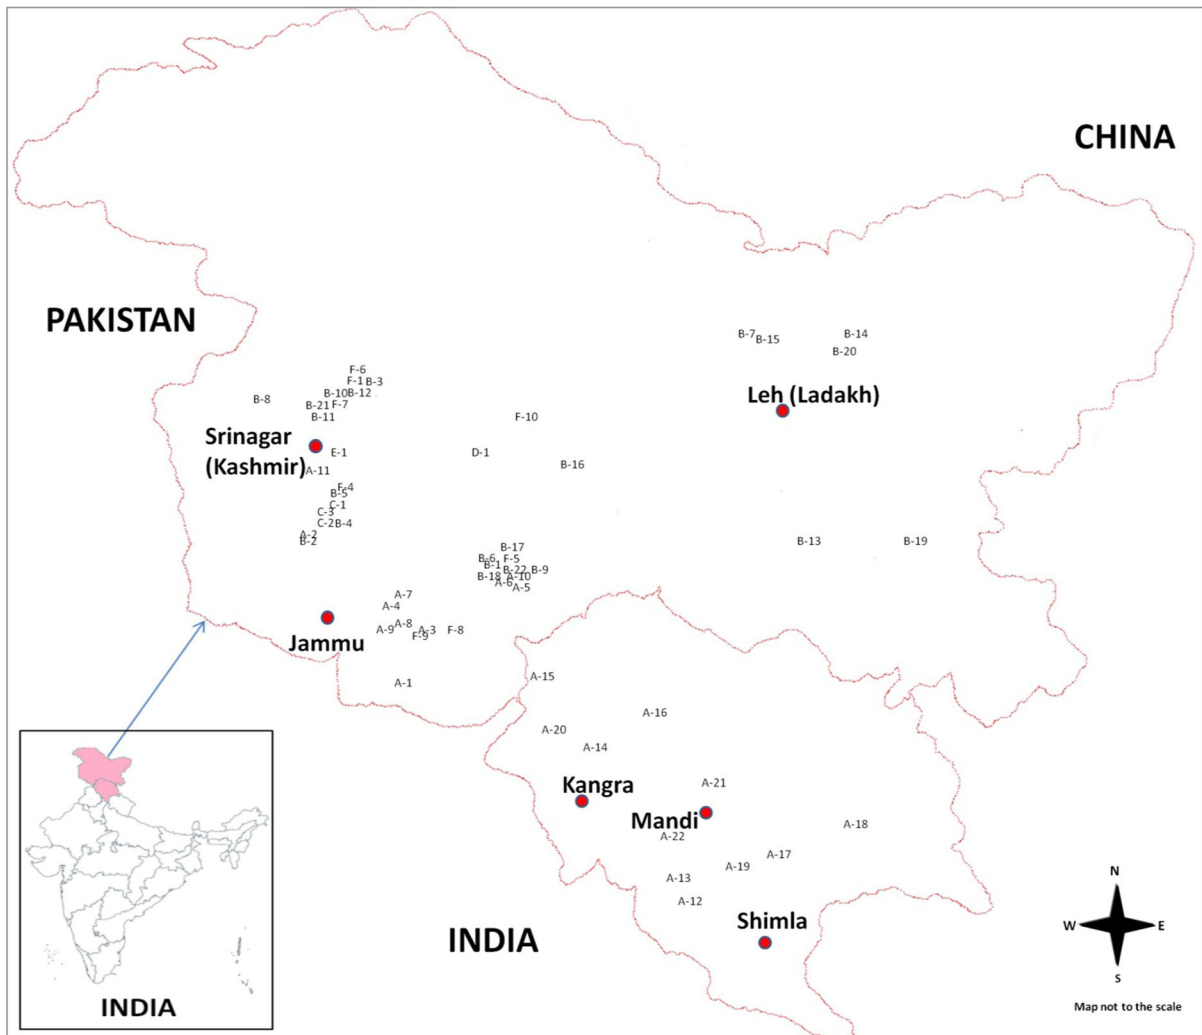 CHINA
PAKISTAN
B-7
B-15
B-14
B-20
F-6
F-1
B-3
B-10
B-12
B-8
B-21
F-7
B-11
Leh (Ladakh)
F-10
Srinagar
(Kashmir)
E-1
A-11
D-1
B-16
F-4
B-5
C-1
C-3
C-2
B-4
A-2
B-2
B-13
B-19
B-17
B-6
F-5
B-1
B-22
B-9
B-18
A-10
A-6
A-5
A-7
A-4
A-8
A-9
A-3
F-9
F-8
Jammu
A-1
A-15
A-16
A-20
A-14
Kangra
A-21
Mandi
A-22
A-18
A-17
A-19
A-13
A-12
Shimla
INDIA
INDIA
N
W
E
S
Map not to the scale